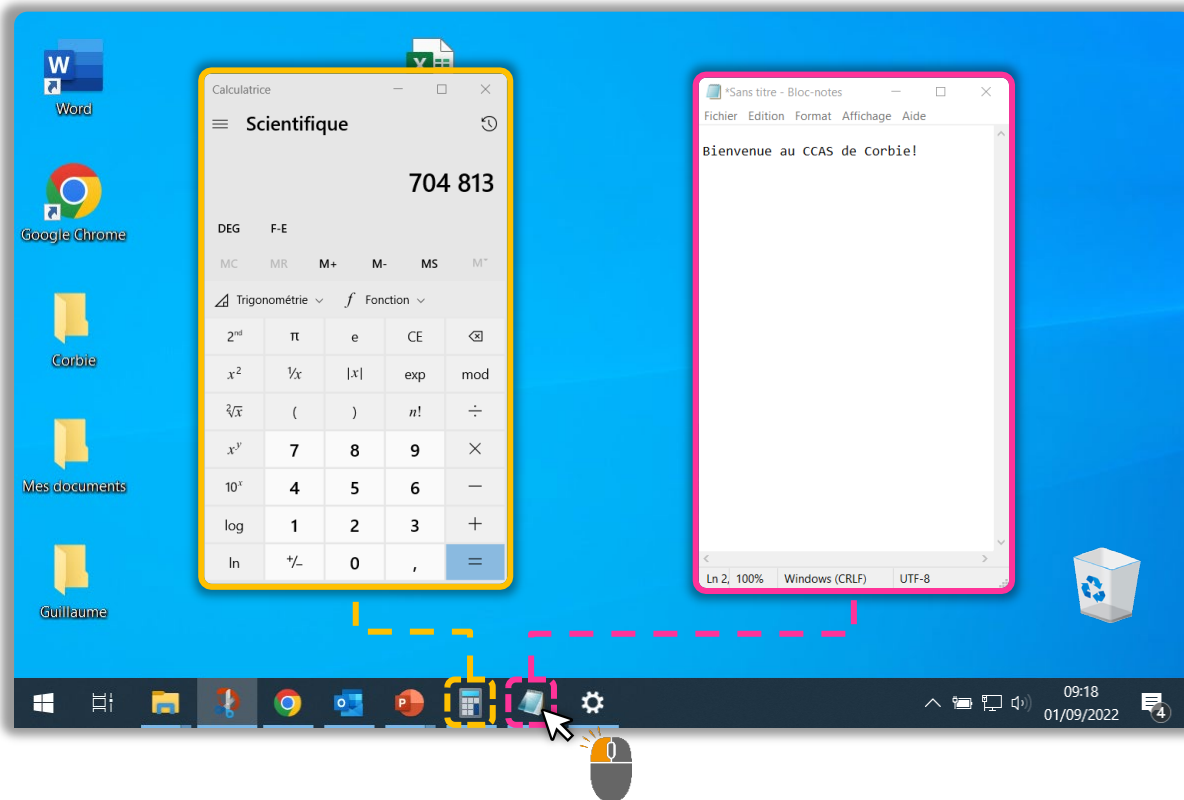 Word
Google Chrome
Corbie
Mes documents
Guillaume
Calculatrice
Scientifique
704 813
DEG F-E
MC MR M+ M- MS M˅
Trigonométrie f Fonction
2ⁿᵈ π e CE
x² ¹/x |x| exp mod
²√x ( ) n! ÷
xʸ 7 8 9 ×
10ˣ 4 5 6 −
log 1 2 3 +
ln +/− 0 , =
*Sans titre - Bloc-notes
Fichier Edition Format Affichage Aide
Bienvenue au CCAS de Corbie!
Ln 2, 100% Windows (CRLF) UTF-8
09:18
01/09/2022
4